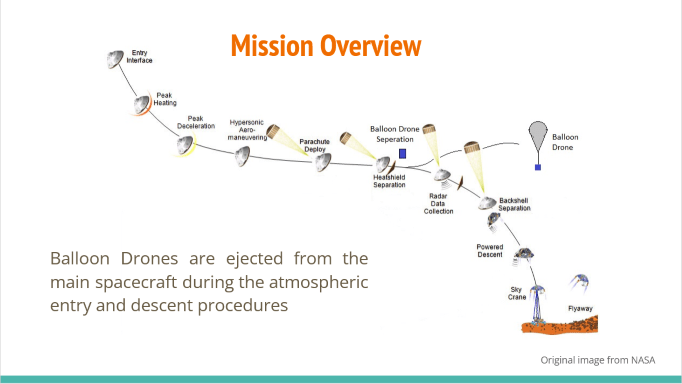 Mission Overview
Entry
Interface
Peak
Heating
Peak
Deceleration
Hypersonic
Aero-
maneuvering
Parachute
Deploy
Balloon Drone
Seperation
Heatshield
Separation
Balloon
Drone
Radar
Data
Collection
Backshell
Separation
Powered
Descent
Sky
Crane
Flyaway
Balloon Drones are ejected from the
main spacecraft during the atmospheric
entry and descent procedures
Original image from NASA